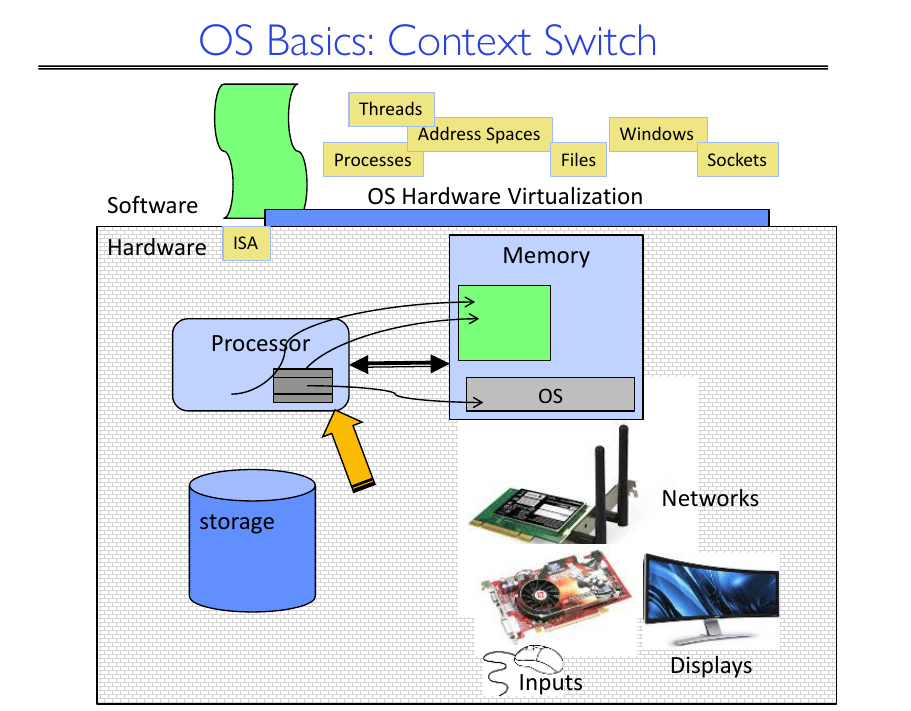 OS Basics: Context Switch
Threads
Address Spaces
Windows
Processes
Files
Sockets
OS Hardware Virtualization
Software
Hardware
ISA
Memory
Processor
OS
Networks
storage
Displays
Inputs